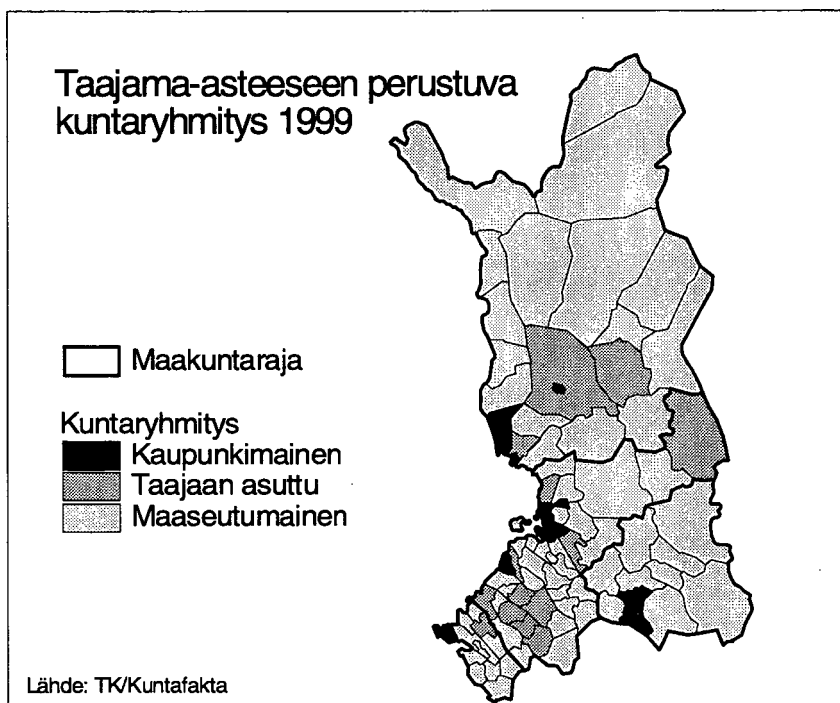 Taajama-asteeseen perustuva
kuntaryhmitys 1999
Maakuntaraja
Kuntaryhmitys
Kaupunkimainen
Taajaan asuttu
Maaseutumainen
Lähde: TK/Kuntafakta